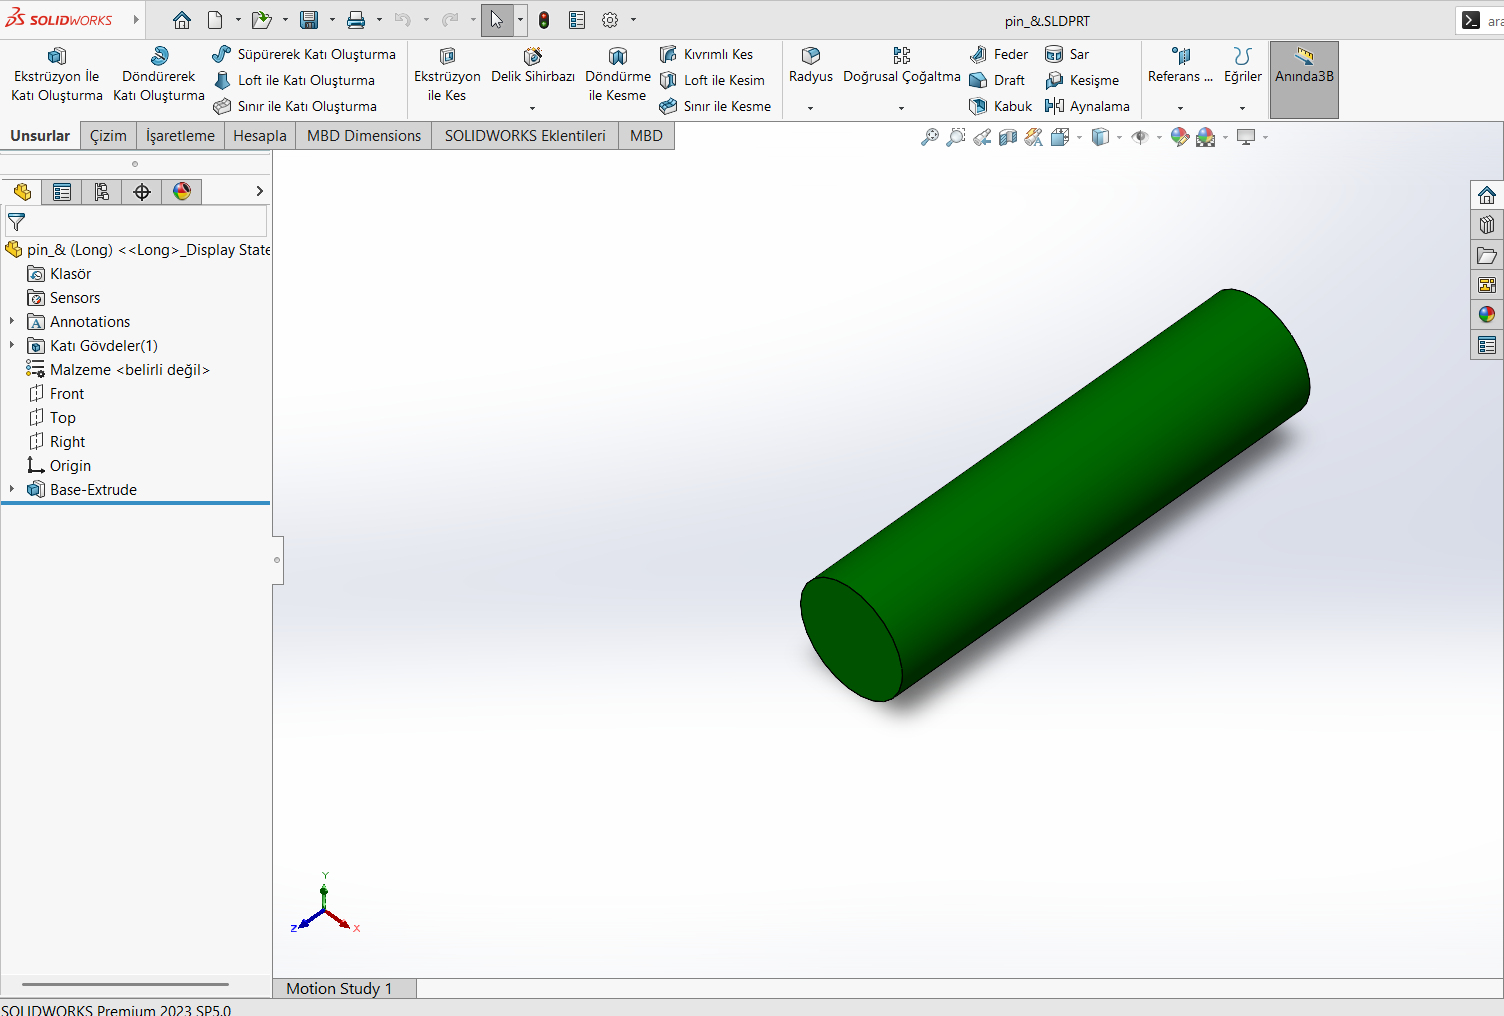 SOLIDWORKS
pin_&.SLDPRT
ara
Ekstrüzyon İle
Katı Oluşturma
Döndürerek
Katı Oluşturma
Süpürerek Katı Oluşturma
Loft ile Katı Oluşturma
Sınır ile Katı Oluşturma
Ekstrüzyon
ile Kes
Delik Sihirbazı
Döndürme
ile Kesme
Kıvrımlı Kes
Loft ile Kesim
Sınır ile Kesme
Radyus
Doğrusal Çoğaltma
Feder
Draft
Kabuk
Sar
Kesişme
Aynalama
Referans ...
Eğriler
Anında3B
Unsurlar
Çizim
İşaretleme
Hesapla
MBD Dimensions
SOLIDWORKS Eklentileri
MBD
pin_& (Long) <<Long>_Display State
Klasör
Sensors
Annotations
Katı Gövdeler(1)
Malzeme <belirli değil>
Front
Top
Right
Origin
Base-Extrude
Y
Z
X
Motion Study 1
SOLIDWORKS Premium 2023 SP5.0